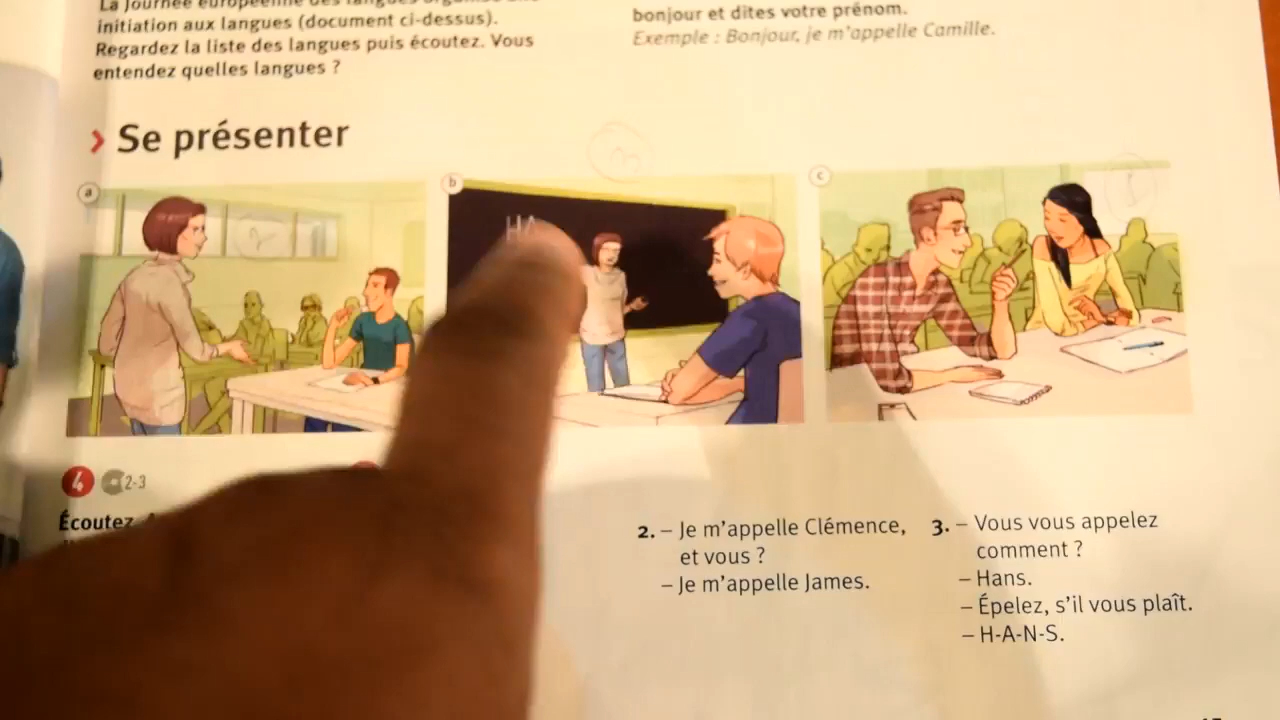 initiation aux langues (document ci-dessus).
Regardez la liste des langues puis écoutez. Vous
entendez quelles langues ?
bonjour et dites votre prénom.
Exemple : Bonjour, je m'appelle Camille.
› Se présenter
a
b
c
HA
4 2-3
Écoutez
2. – Je m'appelle Clémence,
et vous ?
– Je m'appelle James.
3. – Vous vous appelez
comment ?
– Hans.
– Épelez, s'il vous plaît.
– H-A-N-S.